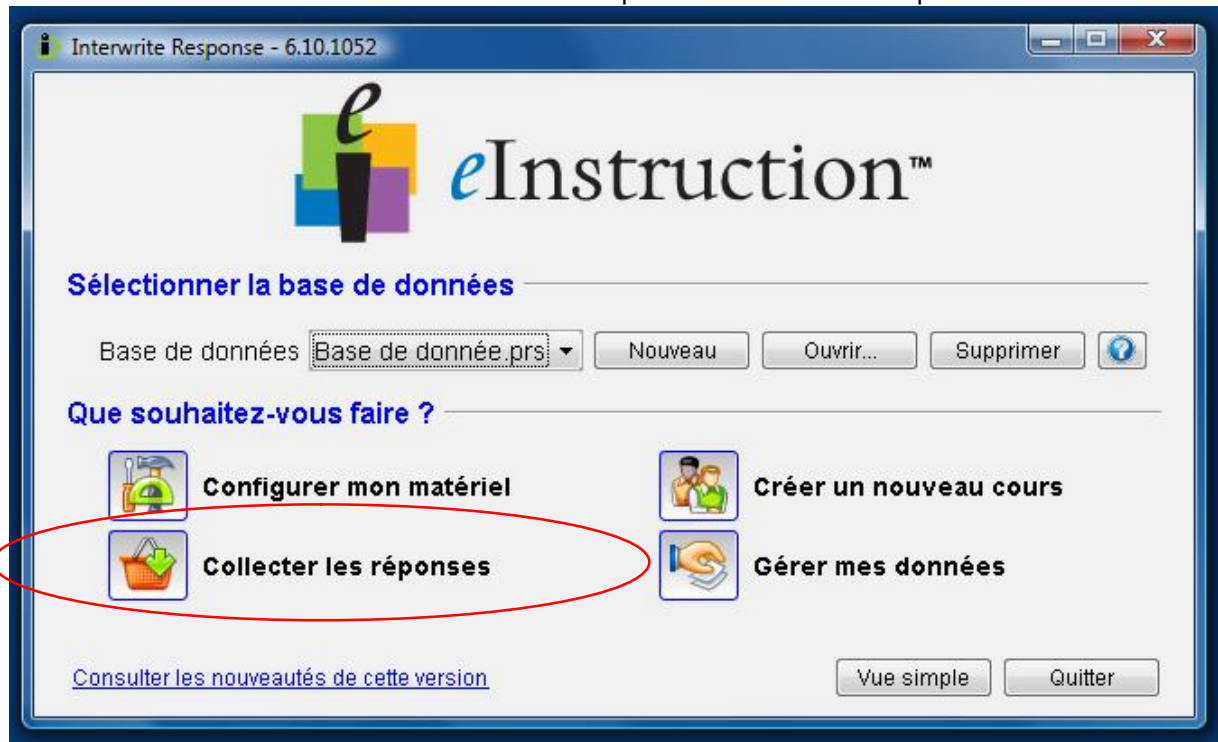 Interwrite Response - 6.10.1052
eInstruction™
Sélectionner la base de données
Base de données Base de donnée.prs Nouveau Ouvrir... Supprimer ?
Que souhaitez-vous faire ?
Configurer mon matériel Créer un nouveau cours
Collecter les réponses Gérer mes données
Consulter les nouveautés de cette version Vue simple Quitter